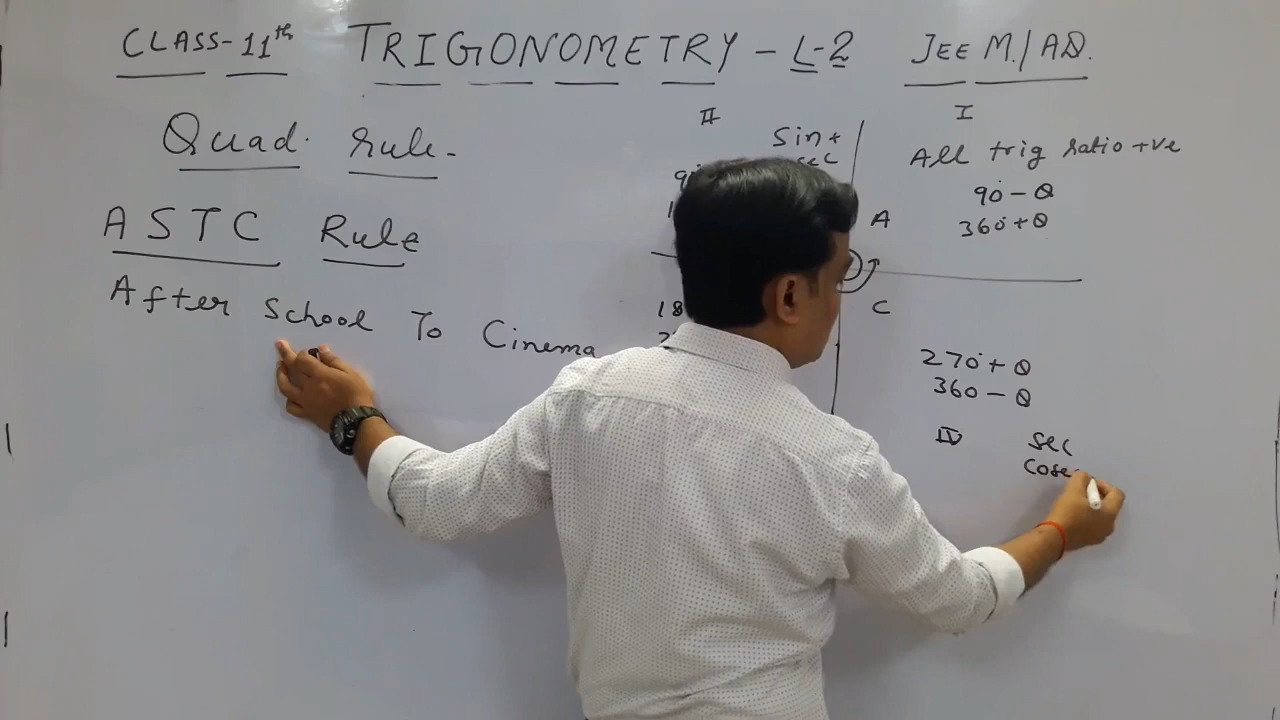 CLASS-11th TRIGONOMETRY - L-2 JEE M./AD.
Quad. rule.
ASTC Rule
After School To Cinema
II
Sin+
A
I
All trig ratio +ve
90°-θ
360°+θ
C
270°+θ
360-θ
IV
Sec